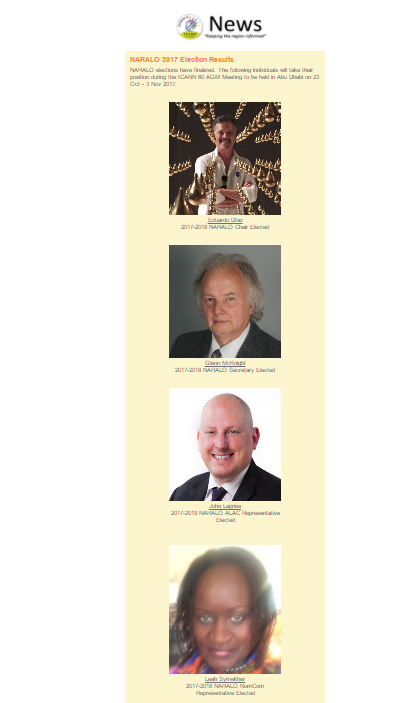 News
"Keeping the region informed"
NARALO 2017 Election Results
NARALO elections have finalized. The following individuals will take their
position during the ICANN 60 AGM Meeting to be held in Abu Dhabi on 23
Oct - 3 Nov 2017:
Eduardo Diaz
2017-2018 NARALO Chair Elected
Glenn McKnight
2017-2018 NARALO Secretary Elected
John Laprise
2017-2019 NARALO ALAC Representative
Elected
Leah Symekher
2017-2018 NARALO NomCom
Representative Elected